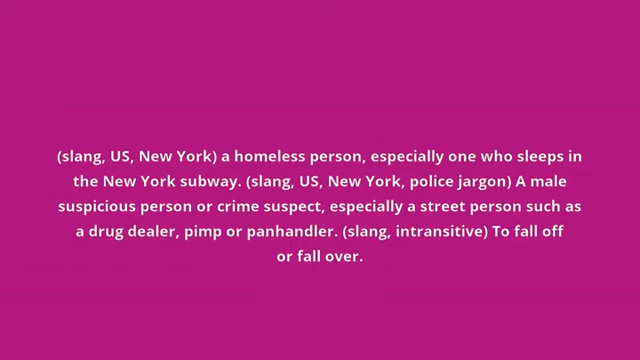 (slang, US, New York) a homeless person, especially one who sleeps in
the New York subway. (slang, US, New York, police jargon) A male
suspicious person or crime suspect, especially a street person such as
a drug dealer, pimp or panhandler. (slang, intransitive) To fall off
or fall over.